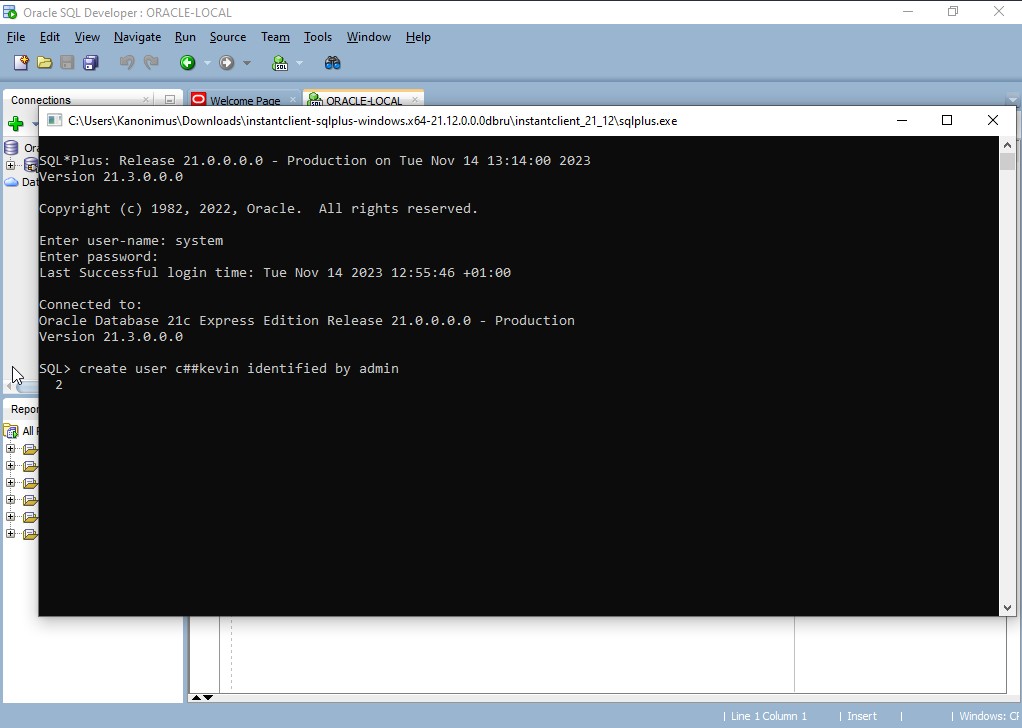 Oracle SQL Developer : ORACLE-LOCAL
File Edit View Navigate Run Source Team Tools Window Help
Connections
Welcome Page
ORACLE-LOCAL
C:\Users\Kanonimus\Downloads\instantclient-sqlplus-windows.x64-21.12.0.0.0dbru\instantclient_21_12\sqlplus.exe
SQL*Plus: Release 21.0.0.0.0 - Production on Tue Nov 14 13:14:00 2023
Version 21.3.0.0.0
Copyright (c) 1982, 2022, Oracle.  All rights reserved.
Enter user-name: system
Enter password:
Last Successful login time: Tue Nov 14 2023 12:55:46 +01:00
Connected to:
Oracle Database 21c Express Edition Release 21.0.0.0.0 - Production
Version 21.3.0.0.0
SQL> create user c##kevin identified by admin
2
Line 1 Column 1
Insert
Windows: